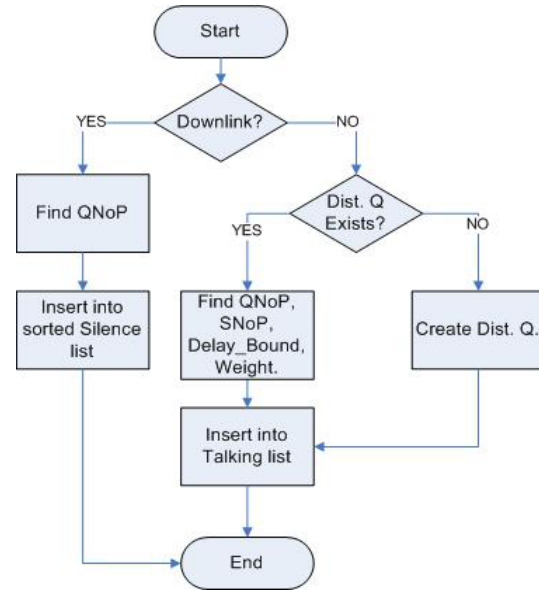 Start
Downlink?
YES
NO
Find QNoP
Dist. Q
Exists?
YES
NO
Insert into
sorted Silence
list
Find QNoP,
SNoP,
Delay_Bound,
Weight.
Create Dist. Q.
Insert into
Talking list
End